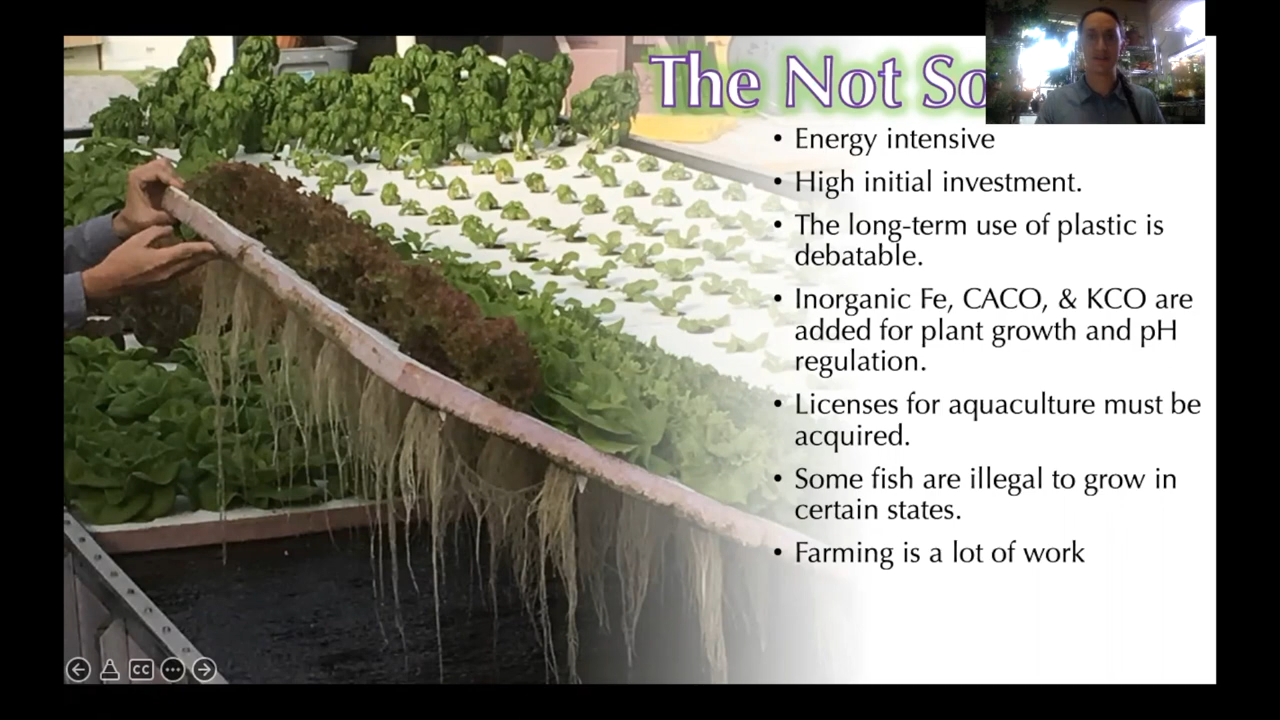 The Not So
• Energy intensive
• High initial investment.
• The long-term use of plastic is
debatable.
• Inorganic Fe, CACO, & KCO are
added for plant growth and pH
regulation.
• Licenses for aquaculture must be
acquired.
• Some fish are illegal to grow in
certain states.
• Farming is a lot of work
CC